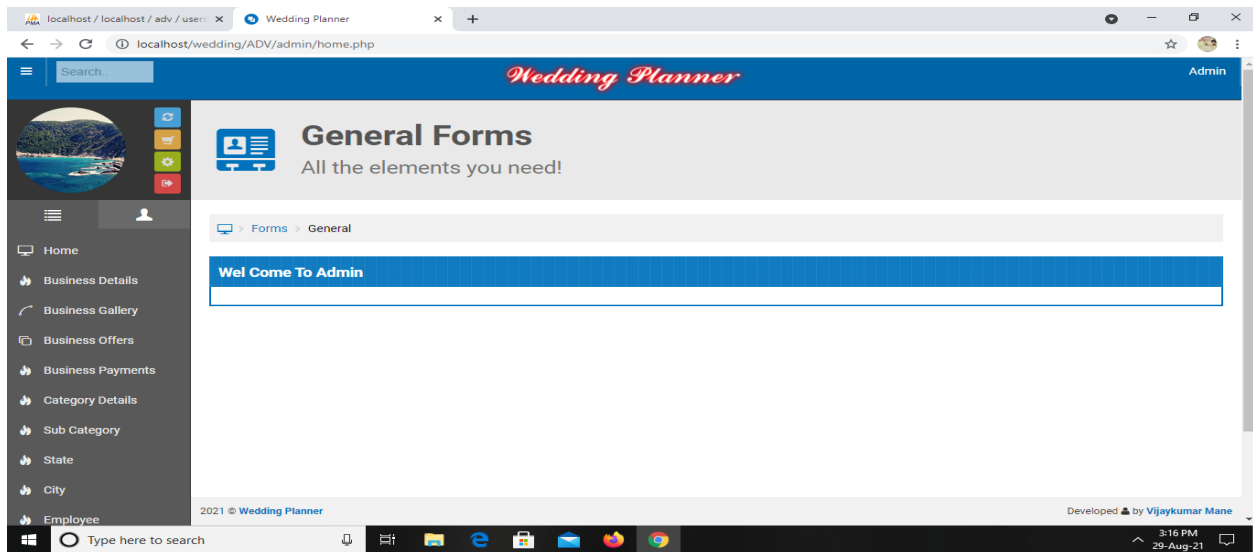 PMA localhost / localhost / adv / users
Wedding Planner
localhost/wedding/ADV/admin/home.php
Search..
Wedding Planner
Admin
General Forms
All the elements you need!
Forms > General
Wel Come To Admin
Home
Business Details
Business Gallery
Business Offers
Business Payments
Category Details
Sub Category
State
City
Employee
2021 © Wedding Planner
Developed by Vijaykumar Mane
Type here to search
3:16 PM
29-Aug-21